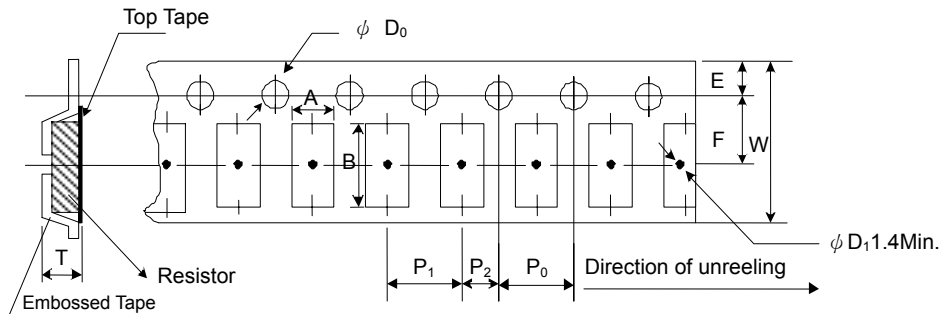 Top Tape
ψ D₀
A
E
B
F
W
T
Resistor
Embossed Tape
P₁
P₂
P₀
Direction of unreeling
ψ D₁1.4Min.